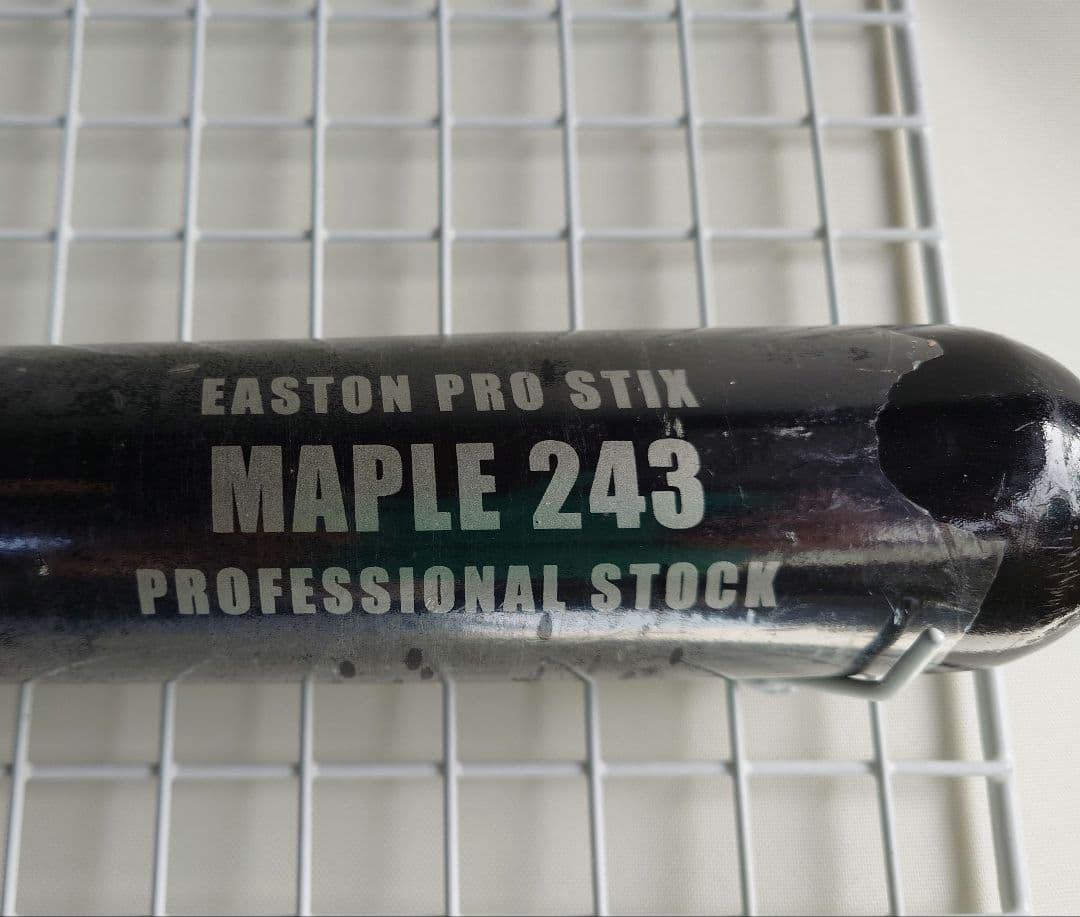 EASTON PRO STIX
MAPLE 243
PROFESSIONAL STOCK